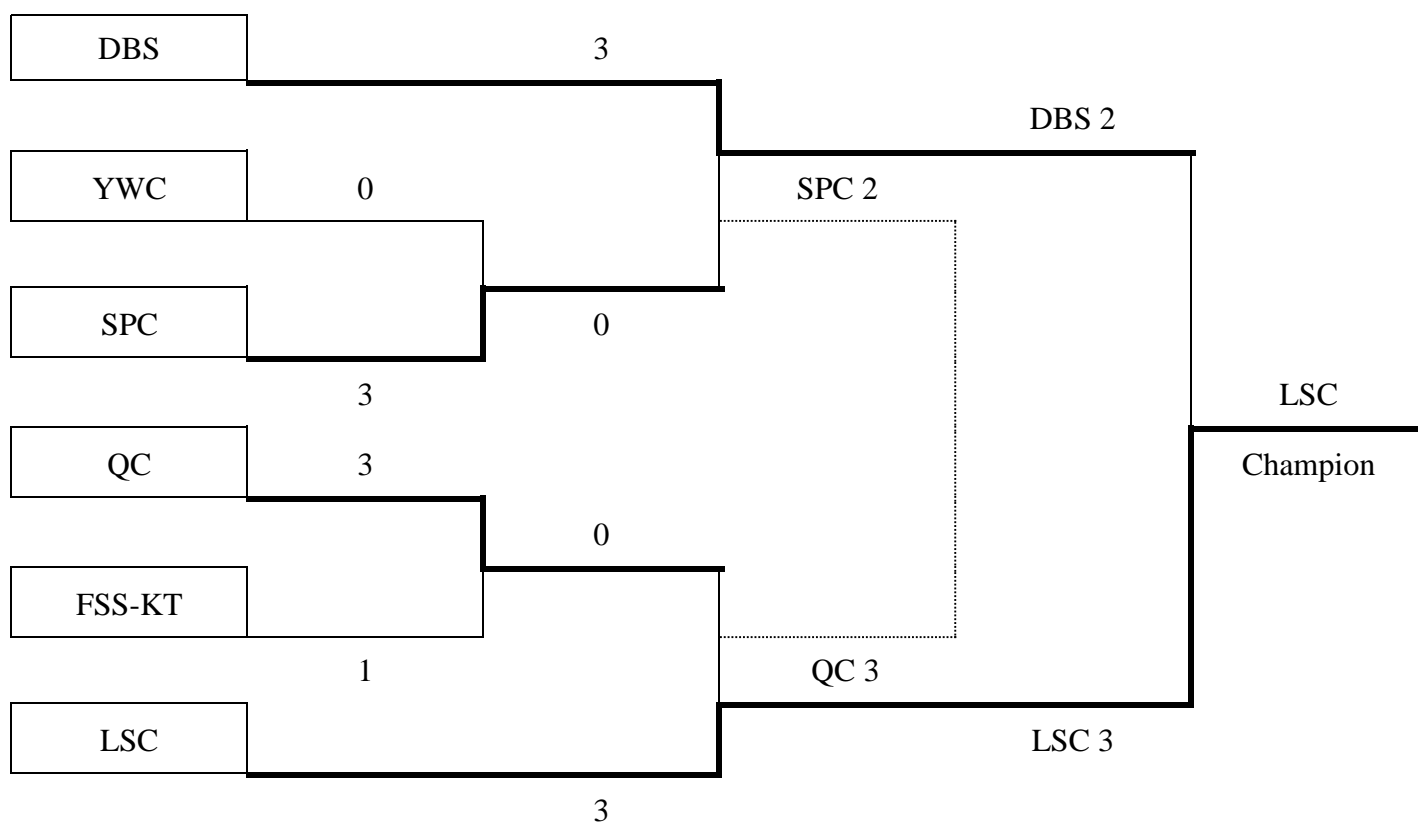 DBS 3
DBS 2
YWC 0 SPC 2
SPC 0
3 LSC
QC 3 Champion
0
FSS-KT
1 QC 3
LSC LSC 3
3